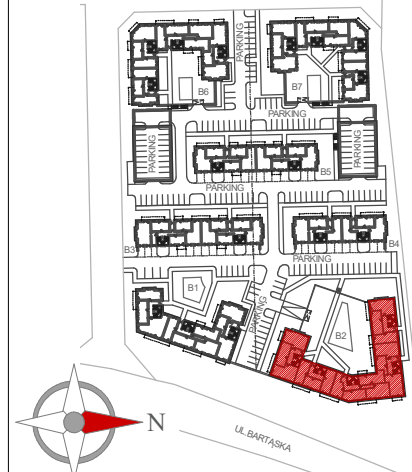 PARKING
B6
B7
PARKING
PARKING
PARKING
B5
PARKING
B3
B4
PARKING
B1
PARKING
B2
N
UL.BARTĄSKA